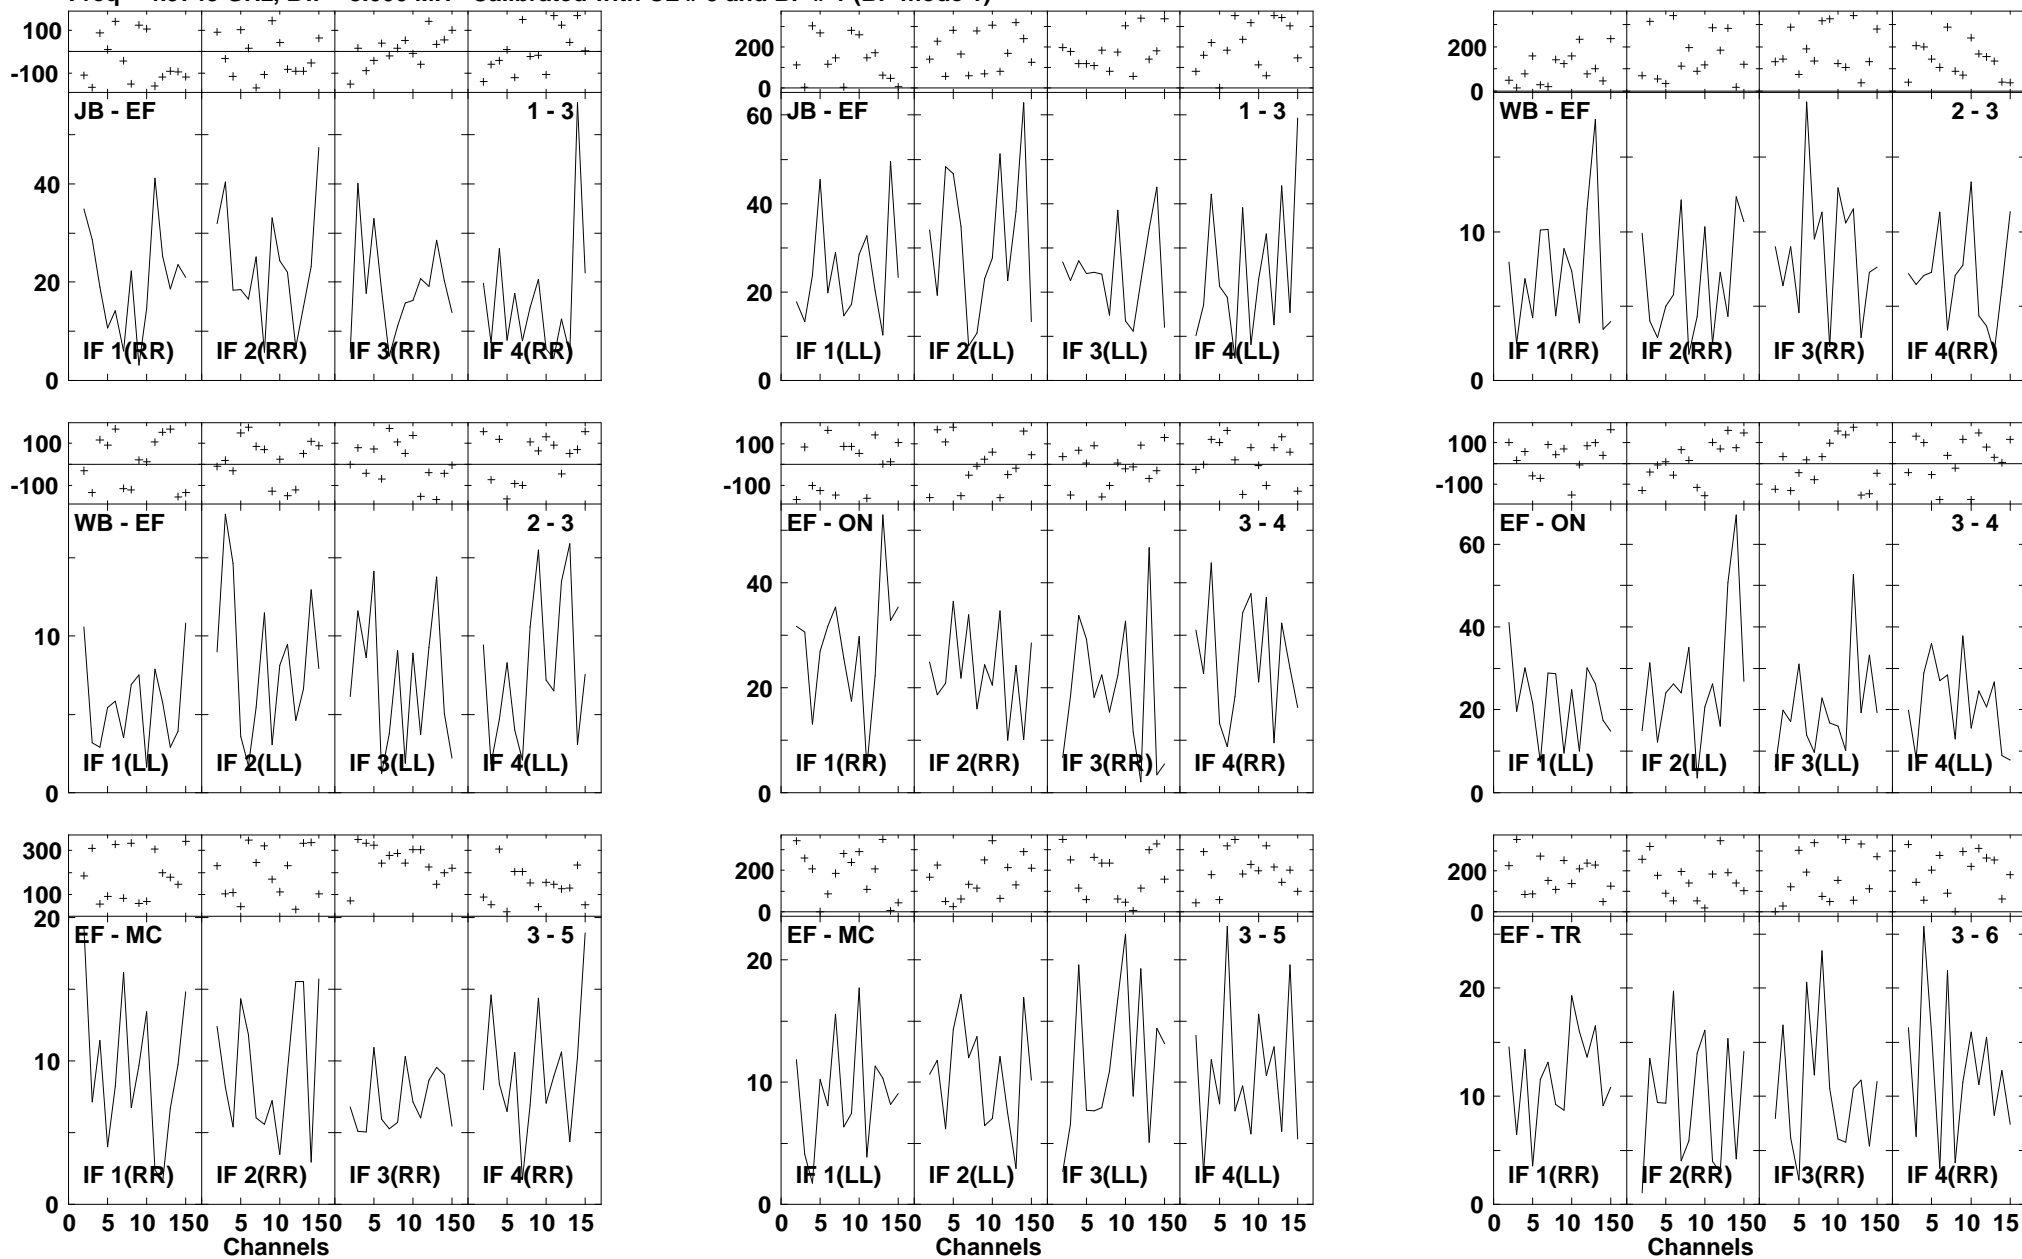 100
-100
JB - EF
1 - 3
40
20
0
IF 1(RR) IF 2(RR) IF 3(RR) IF 4(RR)
200
0
60
JB - EF
1 - 3
40
20
0
IF 1(LL) IF 2(LL) IF 3(LL) IF 4(LL)
200
0
WB - EF
2 - 3
10
0
IF 1(RR) IF 2(RR) IF 3(RR) IF 4(RR)
100
-100
WB - EF
2 - 3
10
0
IF 1(LL) IF 2(LL) IF 3(LL) IF 4(LL)
100
-100
EF - ON
3 - 4
40
20
0
IF 1(RR) IF 2(RR) IF 3(RR) IF 4(RR)
100
-100
EF - ON
3 - 4
60
40
20
0
IF 1(LL) IF 2(LL) IF 3(LL) IF 4(LL)
300
100
20
EF - MC
3 - 5
10
0
IF 1(RR) IF 2(RR) IF 3(RR) IF 4(RR)
0 5 10 150 5 10 150 5 10 150 5 10 15
Channels
200
0
20
EF - MC
3 - 5
10
0
IF 1(LL) IF 2(LL) IF 3(LL) IF 4(LL)
0 5 10 150 5 10 150 5 10 150 5 10 15
Channels
200
0
EF - TR
3 - 6
20
10
0
IF 1(RR) IF 2(RR) IF 3(RR) IF 4(RR)
0 5 10 150 5 10 150 5 10 150 5 10 15
Channels